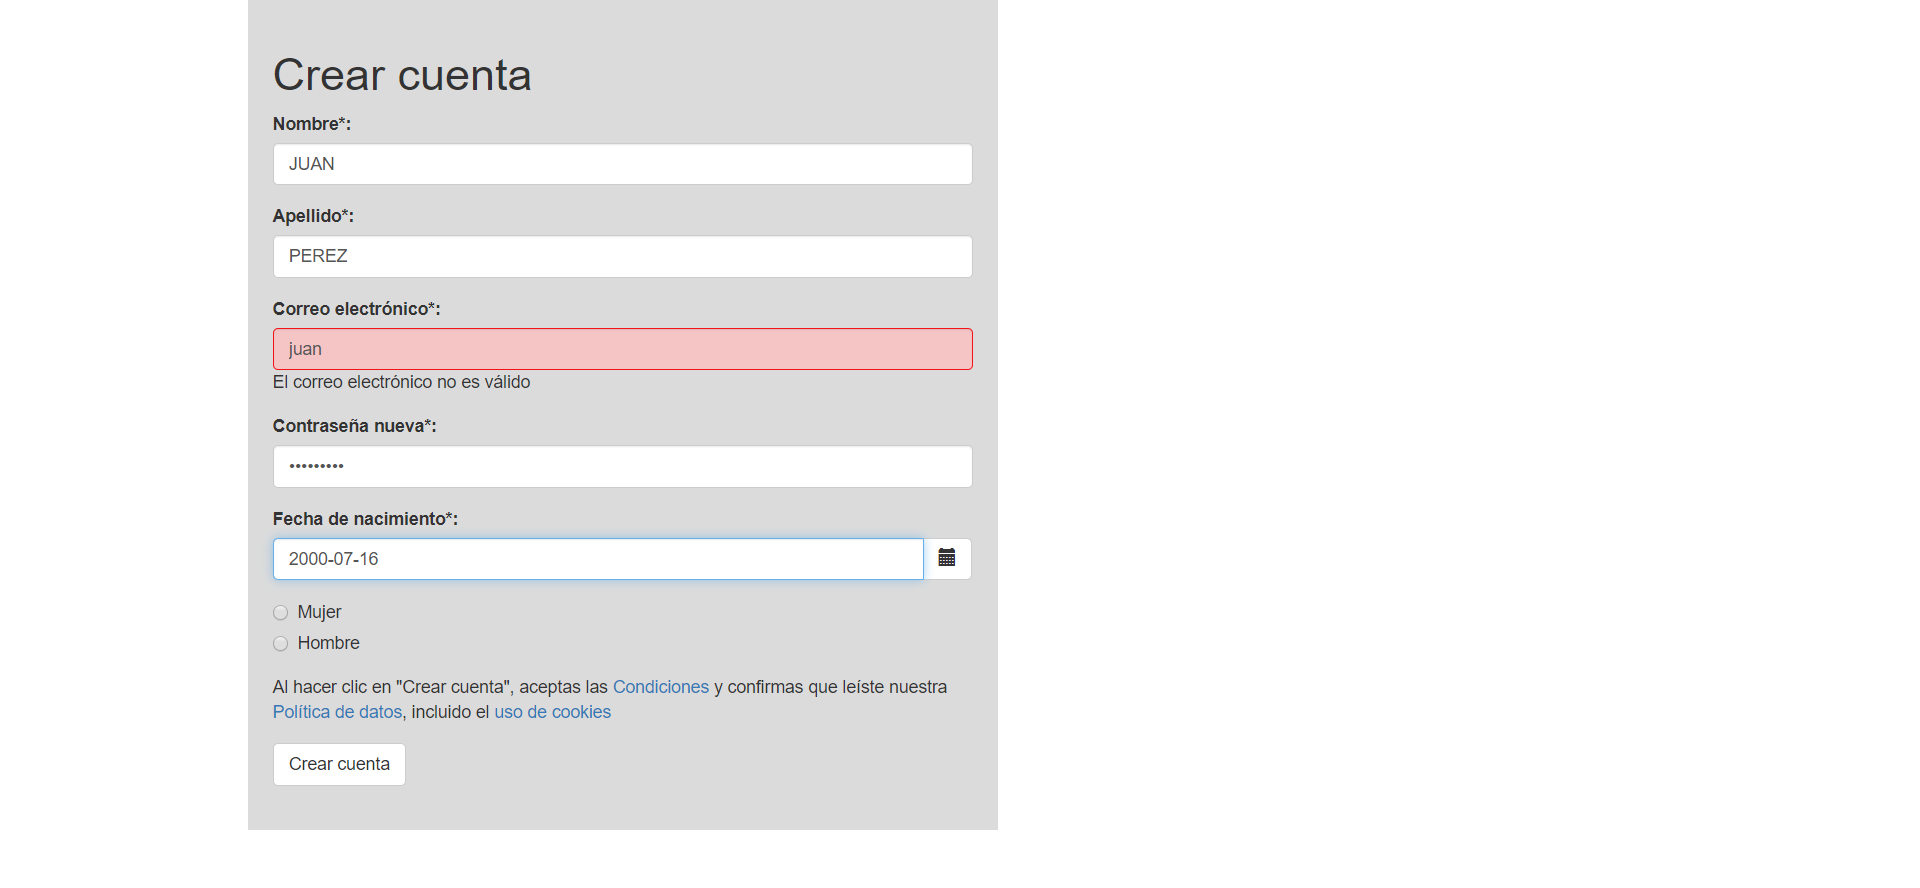 Crear cuenta
Nombre*:
JUAN
Apellido*:
PEREZ
Correo electrónico*:
juan
El correo electrónico no es válido
Contraseña nueva*:
•••••••••
Fecha de nacimiento*:
2000-07-16
Mujer
Hombre
Al hacer clic en "Crear cuenta", aceptas las Condiciones y confirmas que leíste nuestra
Política de datos, incluido el uso de cookies
Crear cuenta